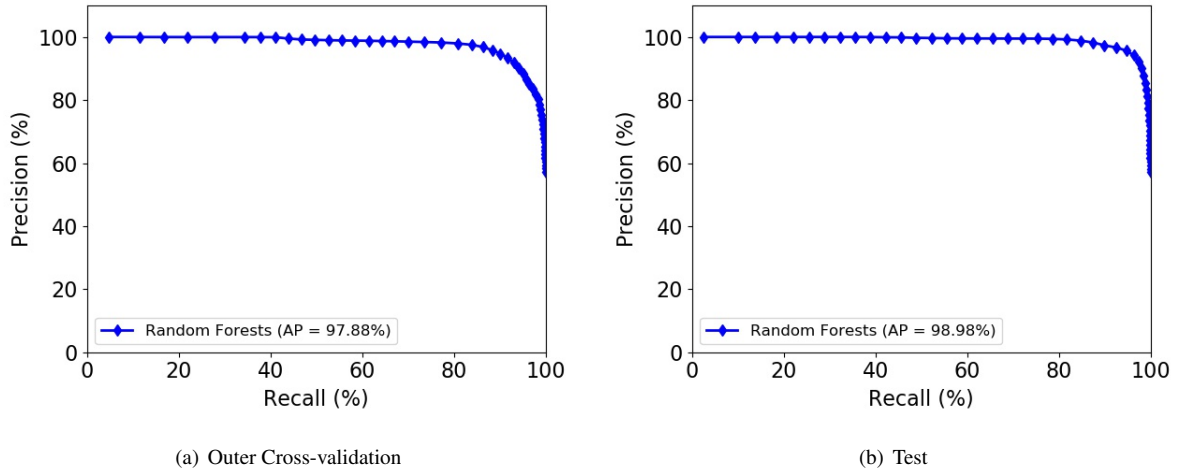 100
80
60
40
20
0
Precision (%)
Random Forests (AP = 97.88%)
0 20 40 60 80 100
Recall (%)
(a) Outer Cross-validation
100
80
60
40
20
0
Precision (%)
Random Forests (AP = 98.98%)
0 20 40 60 80 100
Recall (%)
(b) Test